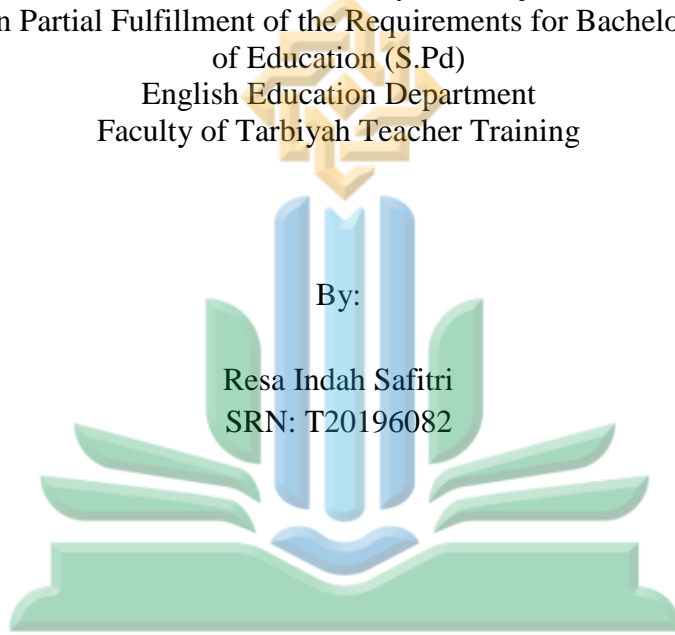 n Partial Fulfillment of the Requirements for Bachelo
of Education (S.Pd)
English Education Department
Faculty of Tarbiyah Teacher Training
By:
Resa Indah Safitri
SRN: T20196082